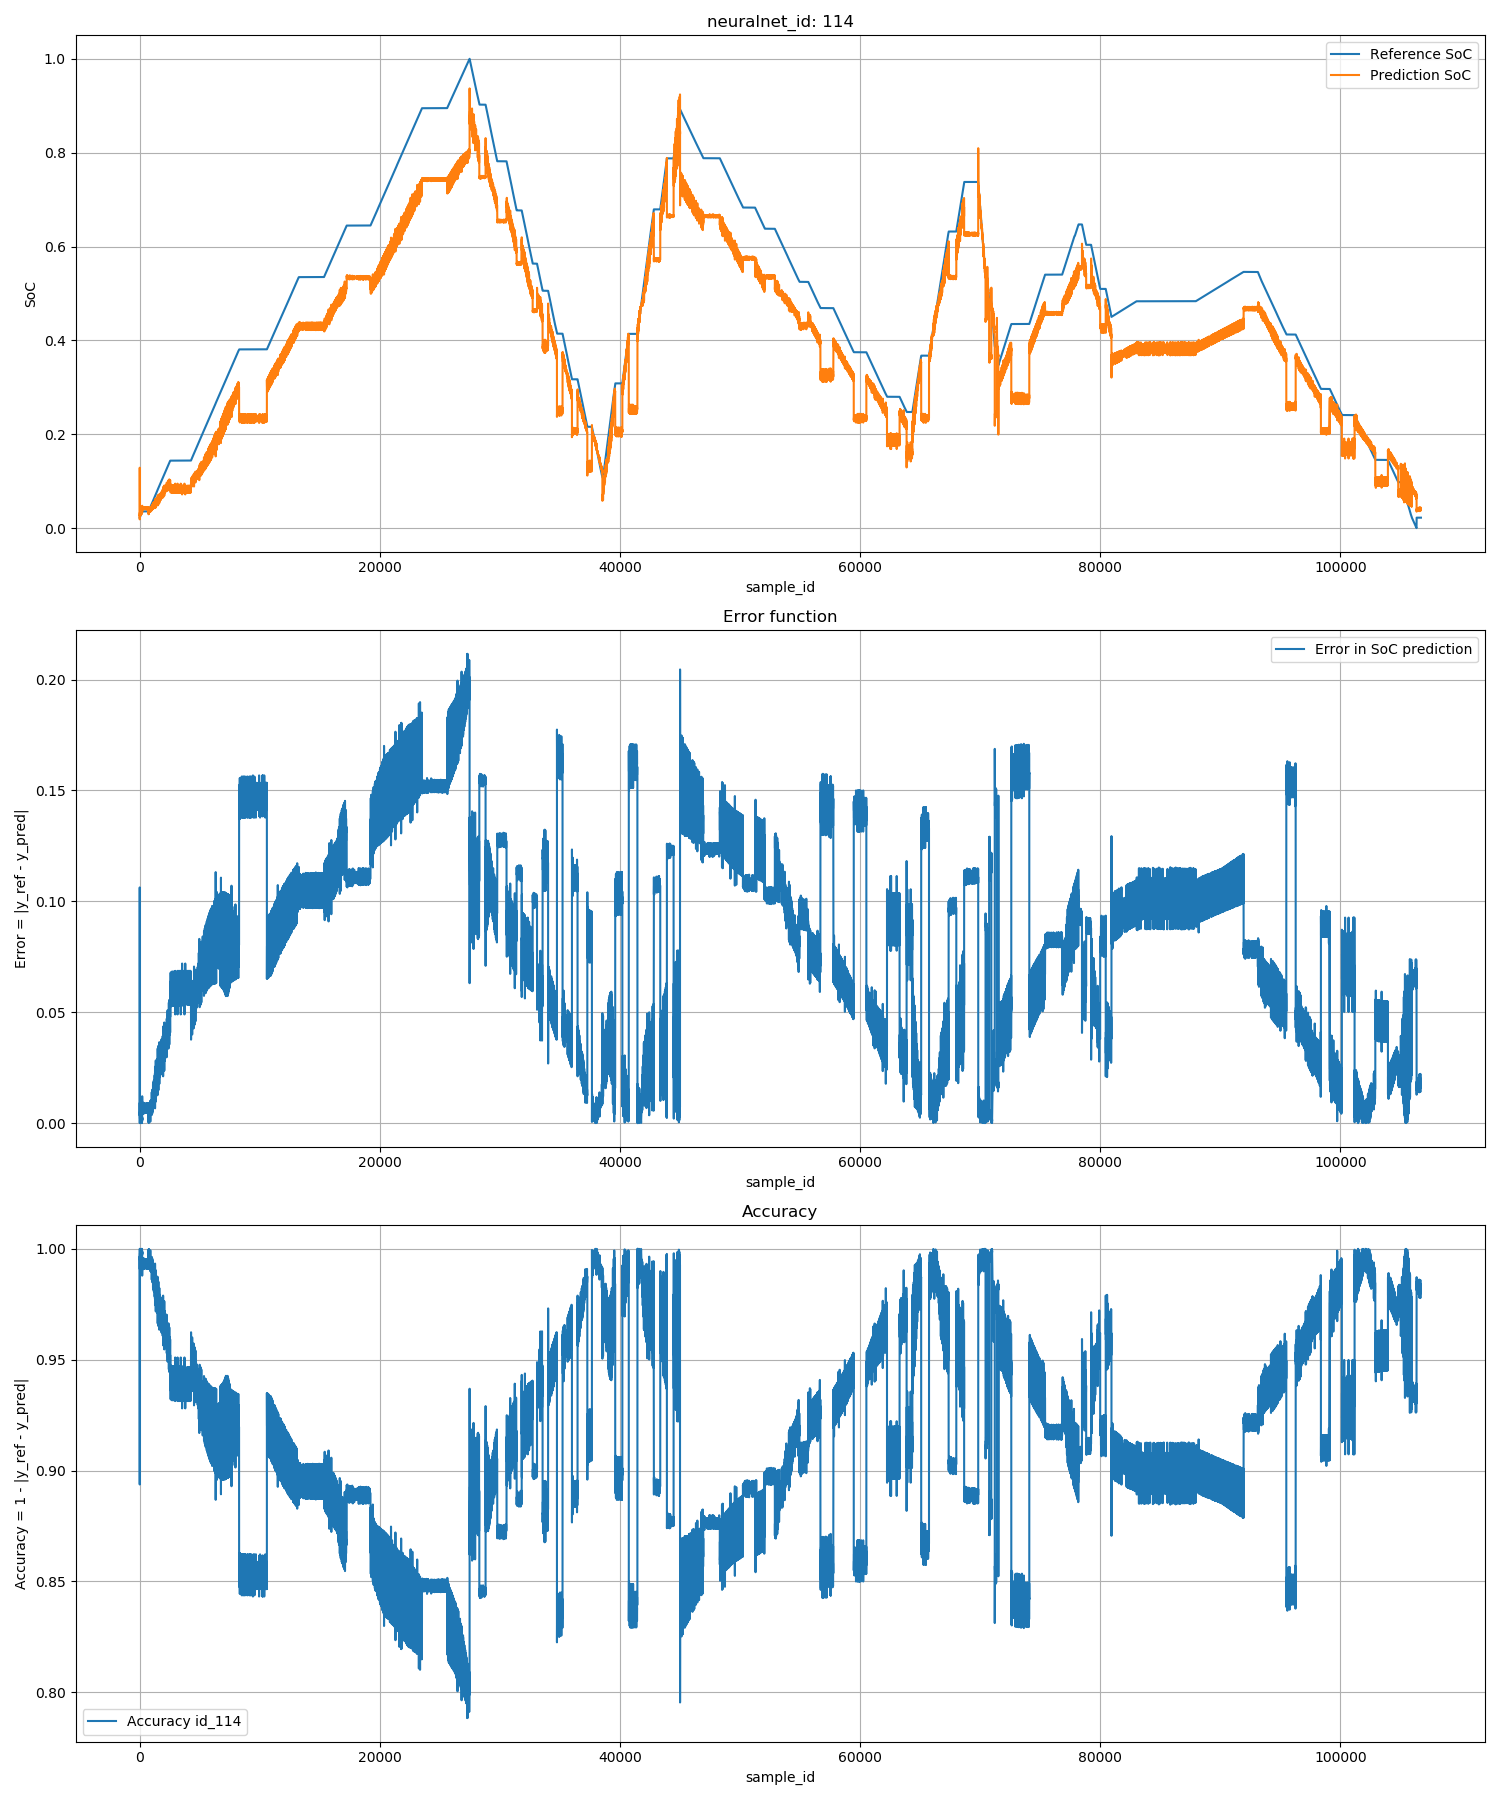 neuralnet_id: 114
Reference SoC
Prediction SoC
SoC
1.0
0.8
0.6
0.4
0.2
0.0
0 20000 40000 60000 80000 100000
sample_id
Error function
Error in SoC prediction
Error = |y_ref - y_pred|
0.20
0.15
0.10
0.05
0.00
0 20000 40000 60000 80000 100000
sample_id
Accuracy
Accuracy = 1 - |y_ref - y_pred|
1.00
0.95
0.90
0.85
0.80
Accuracy id_114
0 20000 40000 60000 80000 100000
sample_id